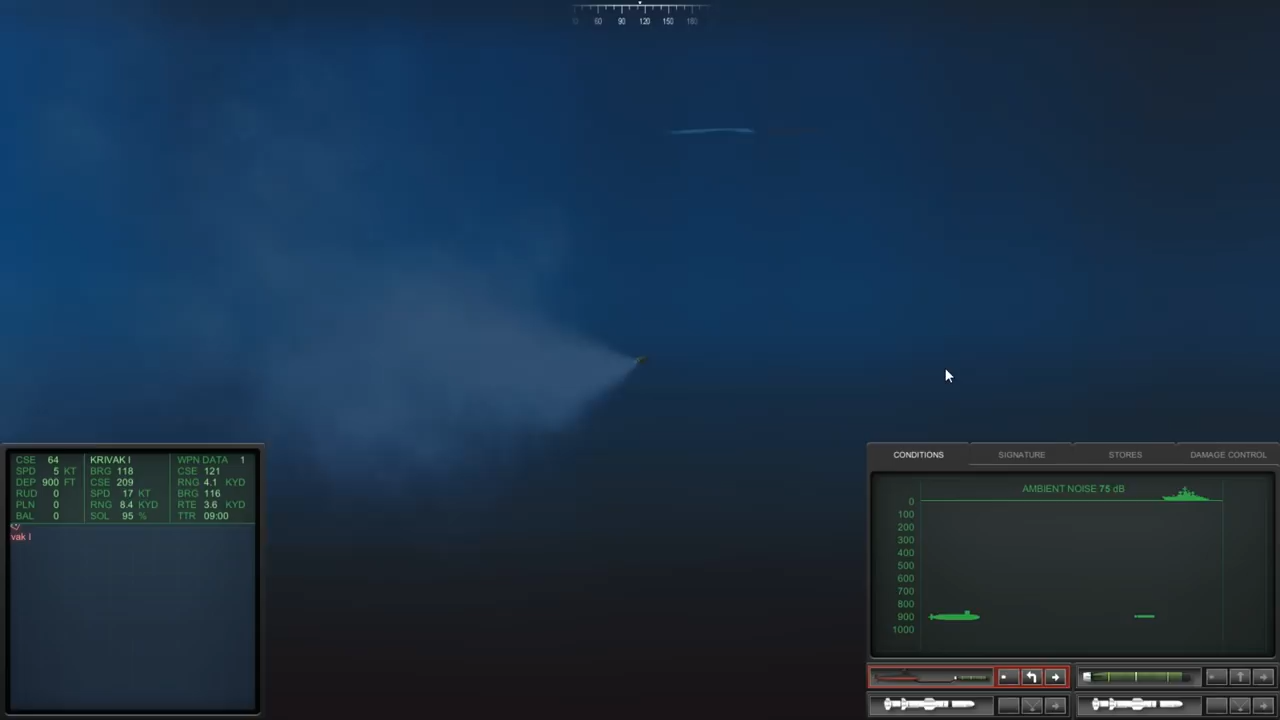 60 90 120 150 180
CSE 64 KRIVAK I WPN DATA 1
SPD 5 KT BRG 118 CSE 121
DEP 900 FT CSE 209 RNG 4.1 KYD
RUD 0 SPD 17 KT BRG 116
PLN 0 RNG 8.4 KYD RTE 3.6 KYD
BAL 0 SOL 95 % TTR 09:00
vak I
CONDITIONS SIGNATURE STORES DAMAGE CONTROL
AMBIENT NOISE 75 dB
0
100
200
300
400
500
600
700
800
900
1000